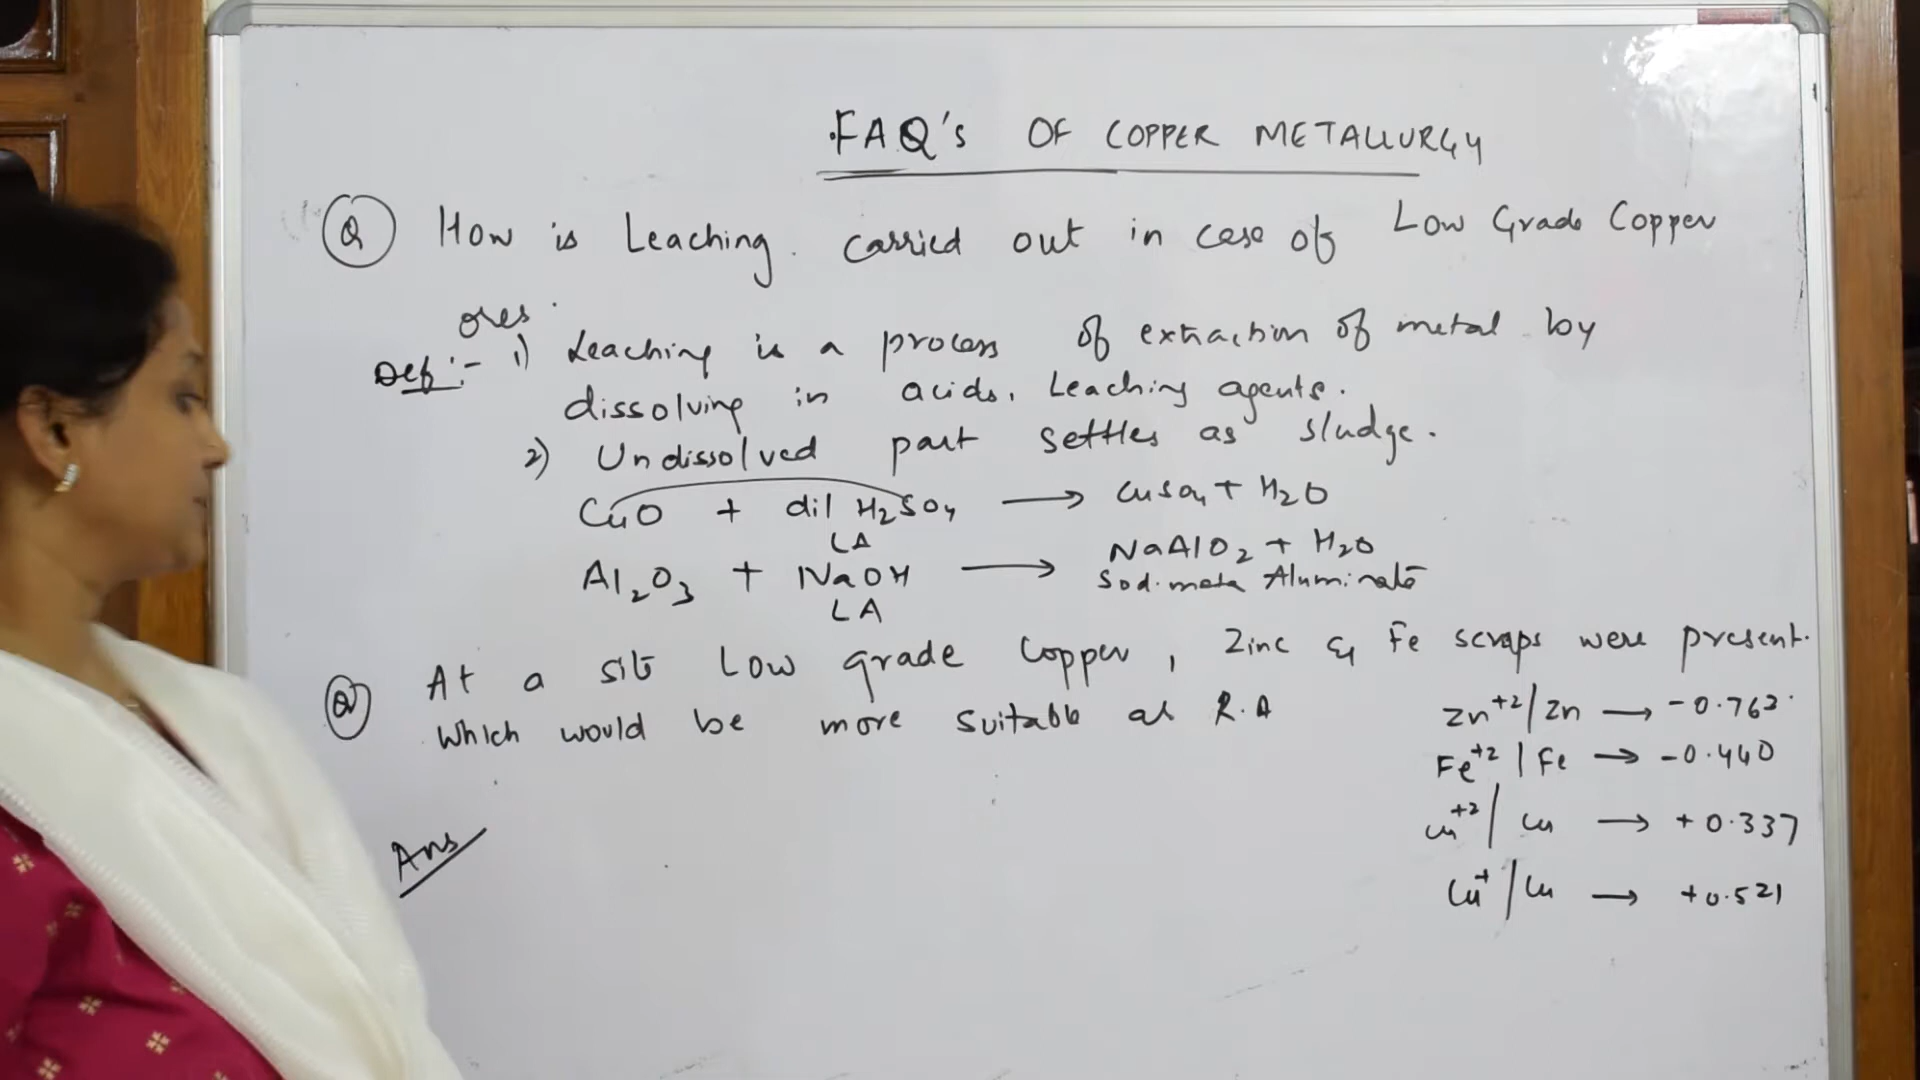 FAQ's OF COPPER METALLURGY
Q How is Leaching carried out in case of Low Grade Copper
ores.
Def:- 1) Leaching is a process of extraction of metal by
dissolving in acids, Leaching agents.
2) Undissolved part settles as sludge.
CuO + dil H₂SO₄ ⟶ CuSO₄ + H₂O
LA
Al₂O₃ + NaOH ⟶ NaAlO₂ + H₂O
LA Sod. meta Aluminate
Q At a site Low grade Copper, Zinc & Fe scraps were present.
Which would be more suitable as R.A
Zn⁺²/Zn ⟶ -0.762
Fe⁺²/Fe ⟶ -0.440
Cu⁺²/Cu ⟶ +0.337
Cu⁺/Cu ⟶ +0.521
Ans